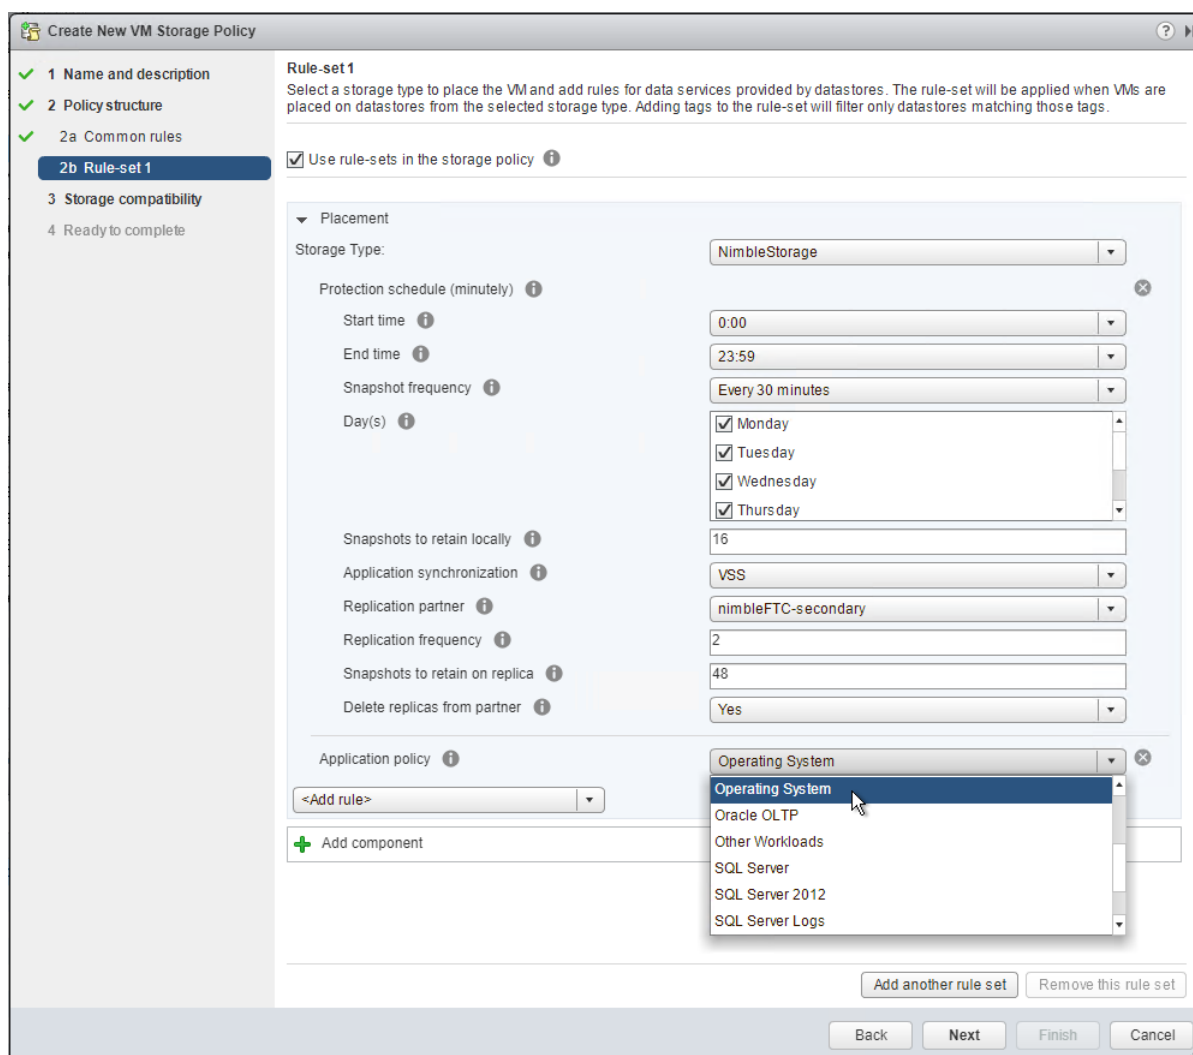 Create New VM Storage Policy
?
1 Name and description
2 Policy structure
2a Common rules
2b Rule-set 1
3 Storage compatibility
4 Ready to complete
Rule-set 1
Select a storage type to place the VM and add rules for data services provided by datastores. The rule-set will be applied when VMs are
placed on datastores from the selected storage type. Adding tags to the rule-set will filter only datastores matching those tags.
Use rule-sets in the storage policy
Placement
Storage Type:
NimbleStorage
Protection schedule (minutely)
Start time
0:00
End time
23:59
Snapshot frequency
Every 30 minutes
Day(s)
Monday
Tuesday
Wednesday
Thursday
Snapshots to retain locally
16
Application synchronization
VSS
Replication partner
nimbleFTC-secondary
Replication frequency
2
Snapshots to retain on replica
48
Delete replicas from partner
Yes
Application policy
Operating System
<Add rule>
Operating System
Oracle OLTP
Other Workloads
SQL Server
SQL Server 2012
SQL Server Logs
Add component
Add another rule set
Remove this rule set
Back
Next
Finish
Cancel